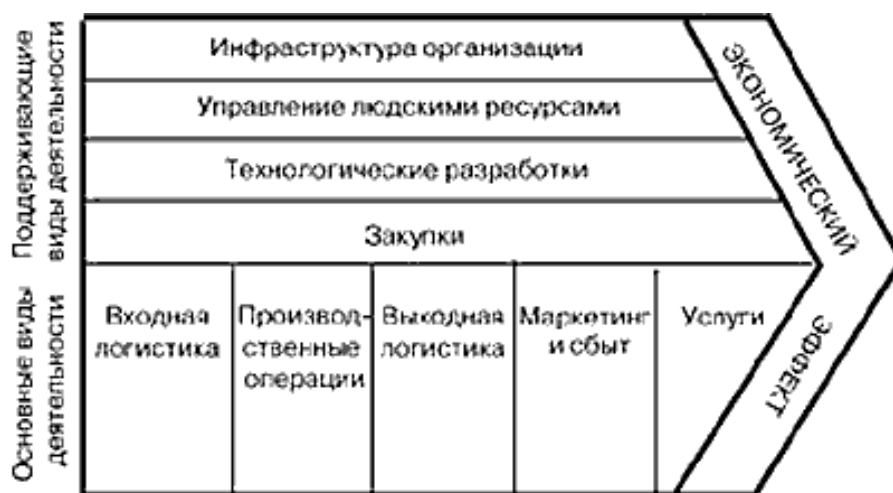 Поддерживающие
виды деятельности
Инфраструктура организации
Управление людскими ресурсами
Технологические разработки
Закупки
Основные виды
деятельности
Входная
логистика
Производ-
ственные
операции
Выходная
логистика
Маркетинг
и сбыт
Услуги
ЭКОНОМИЧЕСКИЙ
ЭФФЕКТ